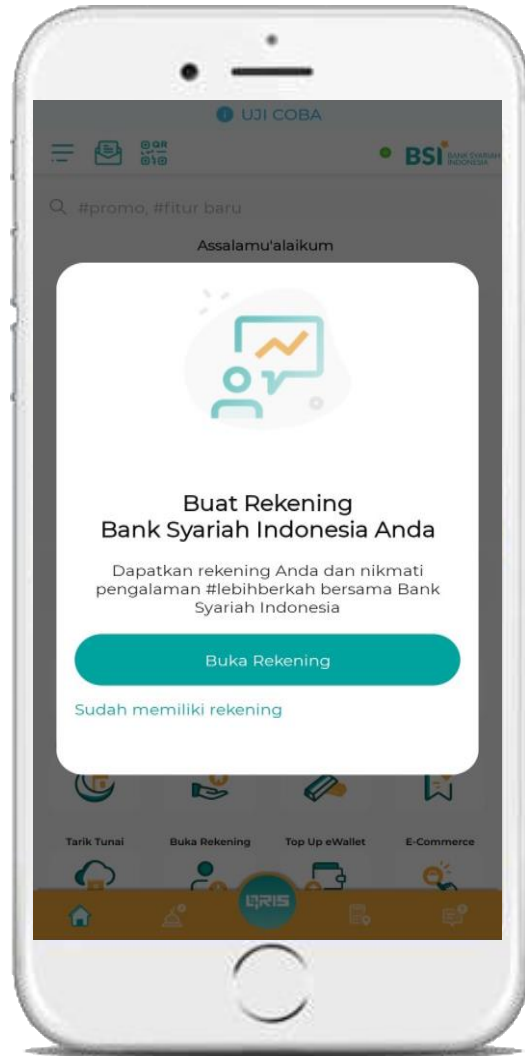 UJI COBA
QR
BSI BANK SYARIAH
INDONESIA
#promo, #fitur baru
Assalamu'alaikum
Buat Rekening
Bank Syariah Indonesia Anda
Dapatkan rekening Anda dan nikmati
pengalaman #lebihberkah bersama Bank
Syariah Indonesia
Buka Rekening
Sudah memiliki rekening
Tarik Tunai
Buka Rekening
Top Up eWallet
E-Commerce
QRIS